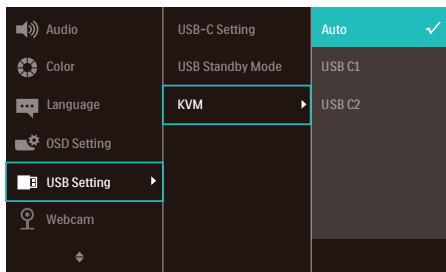 Audio
Color
Language
OSD Setting
USB Setting
Webcam
USB-C Setting
USB Standby Mode
KVM
Auto
USB C1
USB C2